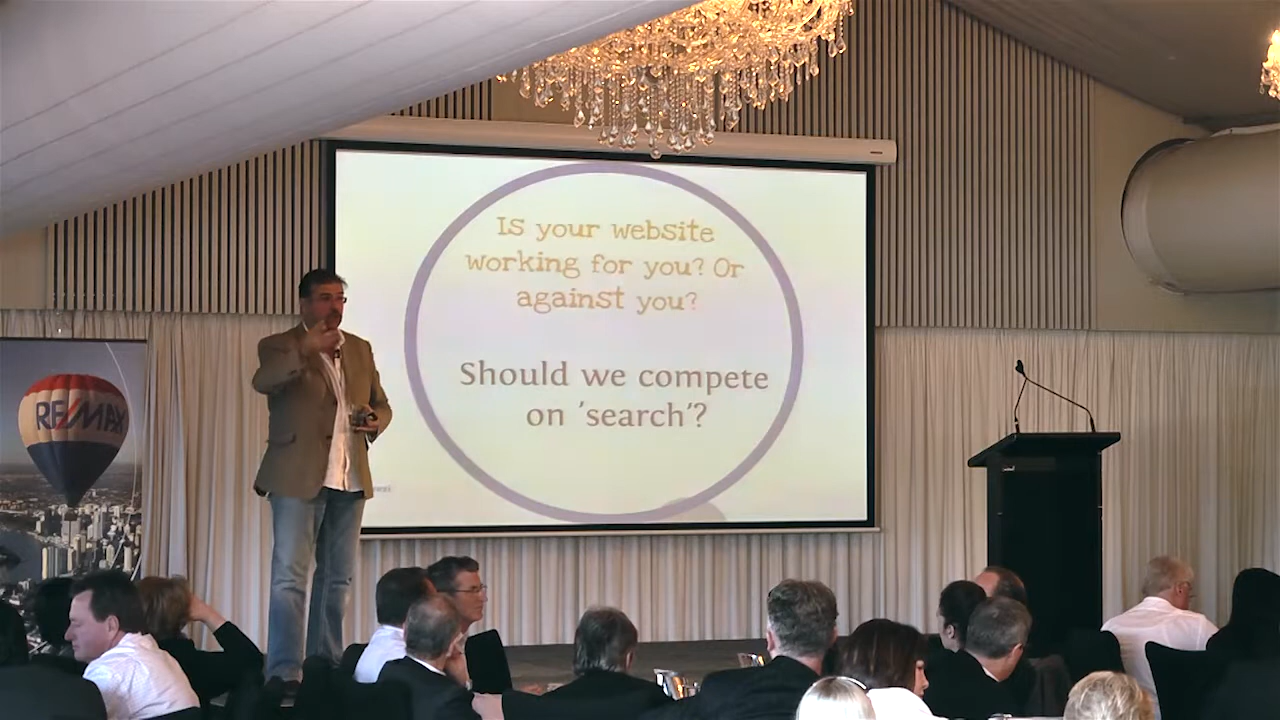 Is your website
working for you? Or
against you?
Should we compete
on 'search'?
RE/MAX